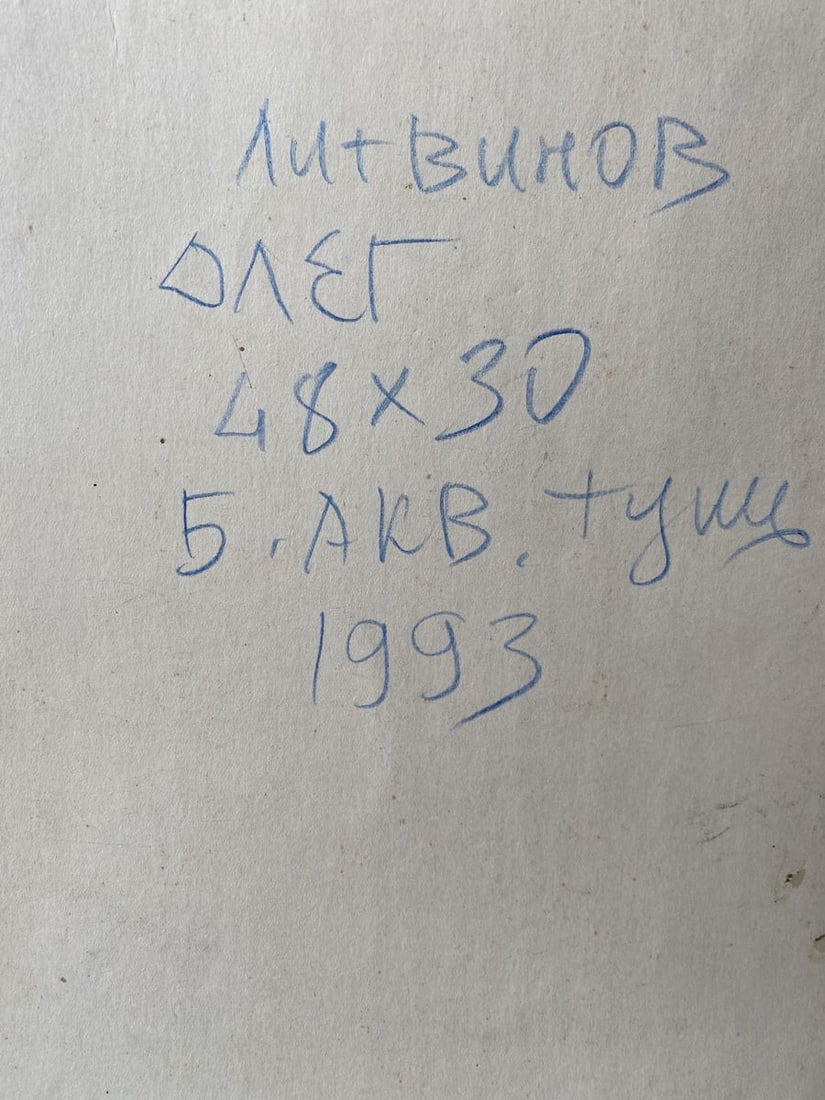 ЛИТВИНОВ
ОЛЕГ
48×30
Б. АКВ. тушь
1993